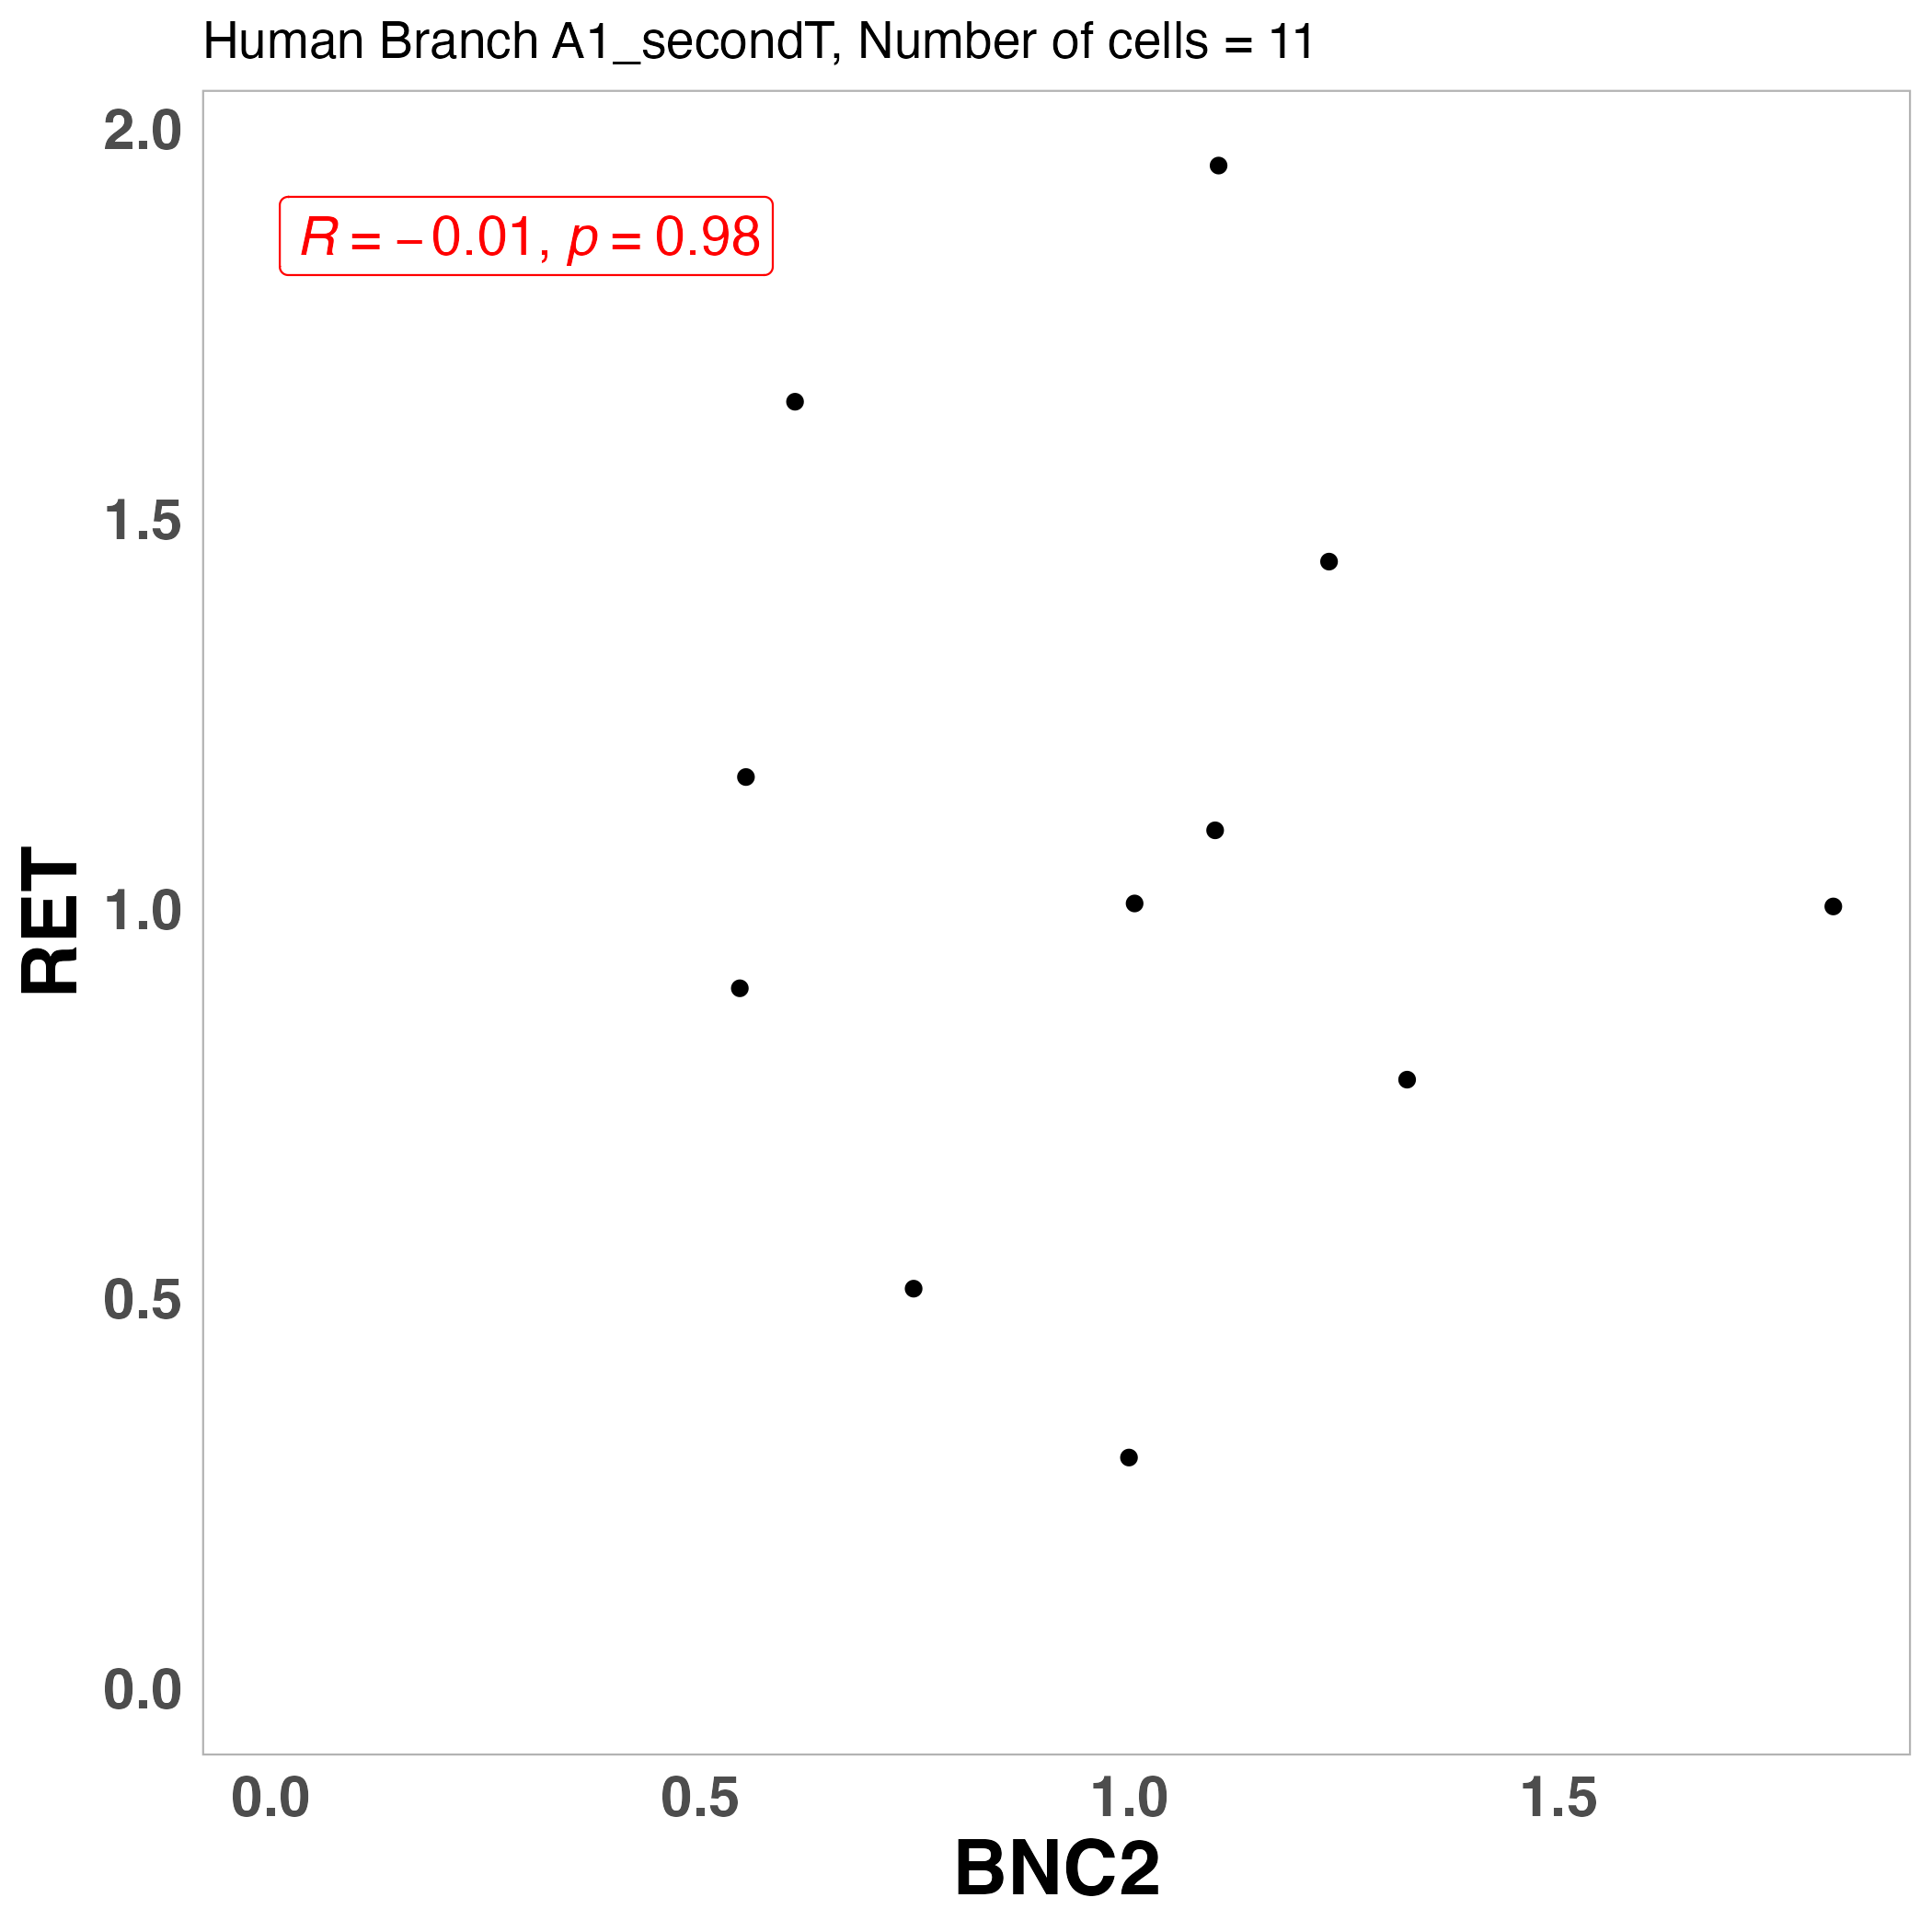 Human Branch A1_secondT, Number of cells = 11
2.0
R = −0.01, p = 0.98
1.5
1.0
RET
0.5
0.0
0.0 0.5 1.0 1.5
BNC2